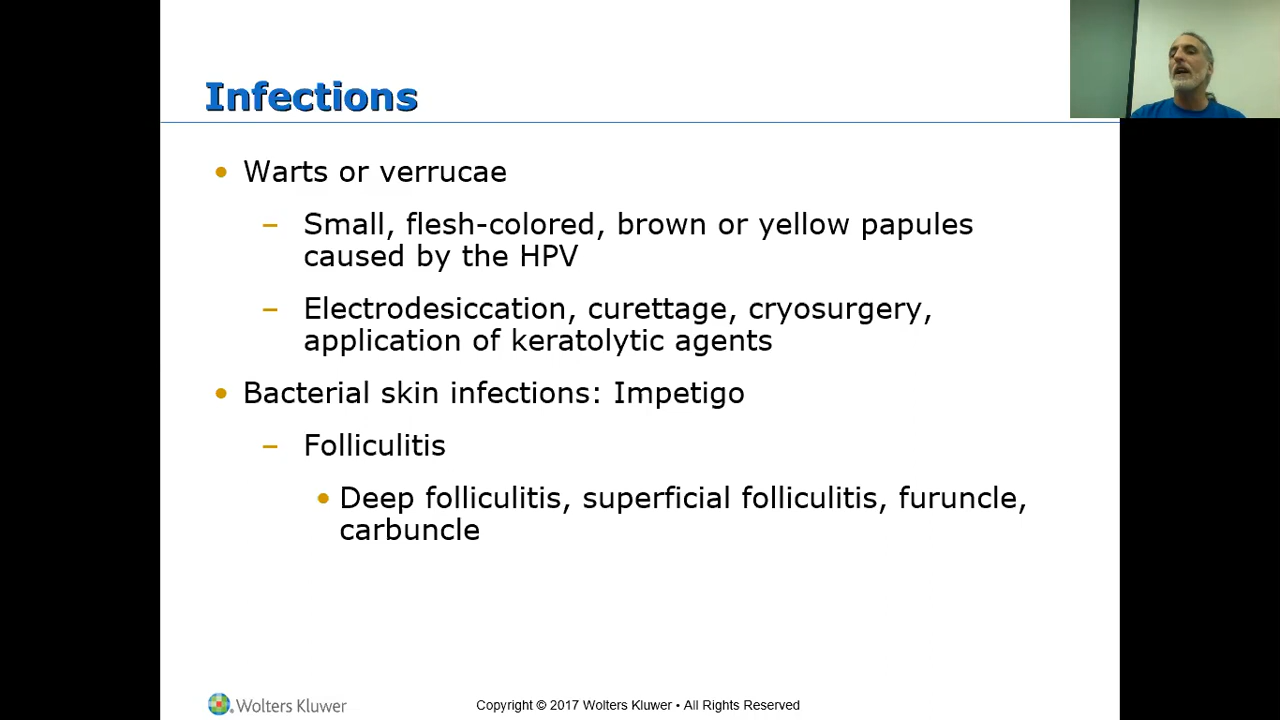 Infections
• Warts or verrucae
– Small, flesh-colored, brown or yellow papules
caused by the HPV
– Electrodesiccation, curettage, cryosurgery,
application of keratolytic agents
• Bacterial skin infections: Impetigo
– Folliculitis
• Deep folliculitis, superficial folliculitis, furuncle,
carbuncle
Wolters Kluwer
Copyright © 2017 Wolters Kluwer • All Rights Reserved